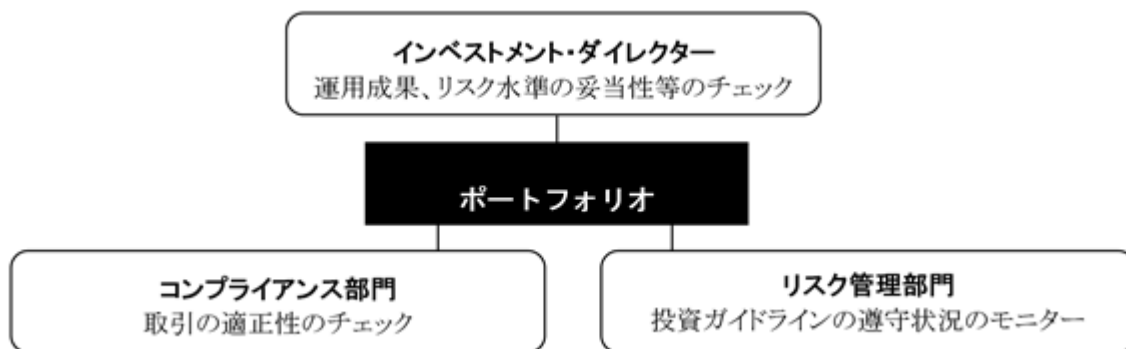 インベストメント・ダイレクター
運用成果、リスク水準の妥当性等のチェック
ポートフォリオ
コンプライアンス部門
取引の適正性のチェック
リスク管理部門
投資ガイドラインの遵守状況のモニター